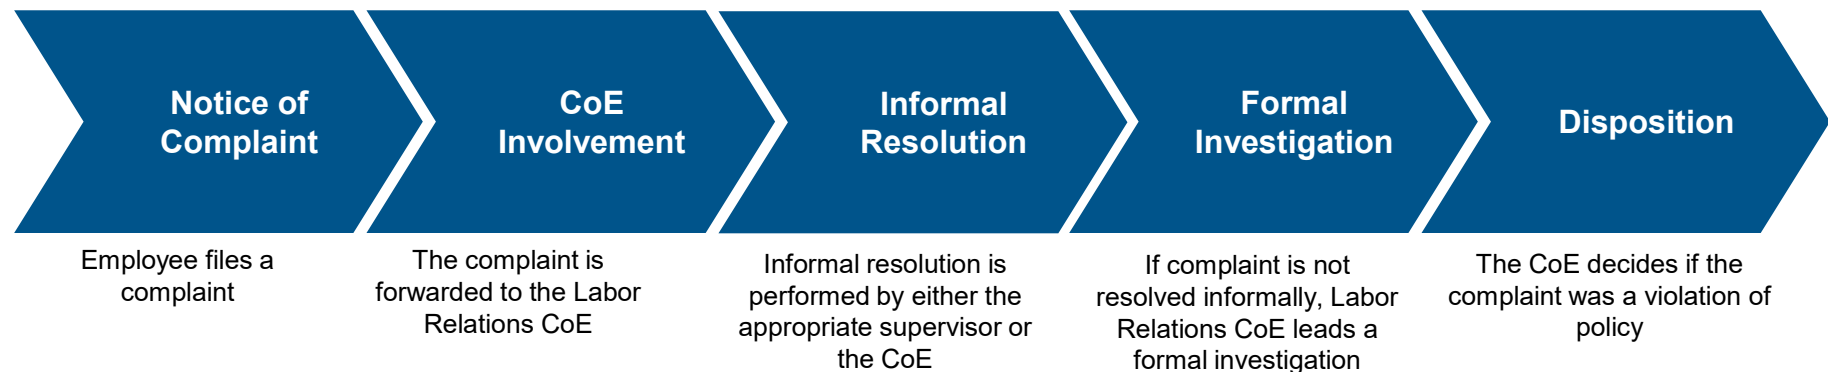 Notice of
Complaint
CoE
Involvement
Informal
Resolution
Formal
Investigation
Disposition
Employee files a
complaint
The complaint is
forwarded to the Labor
Relations CoE
Informal resolution is
performed by either the
appropriate supervisor or
the CoE
If complaint is not
resolved informally, Labor
Relations CoE leads a
formal investigation
The CoE decides if the
complaint was a violation of
policy